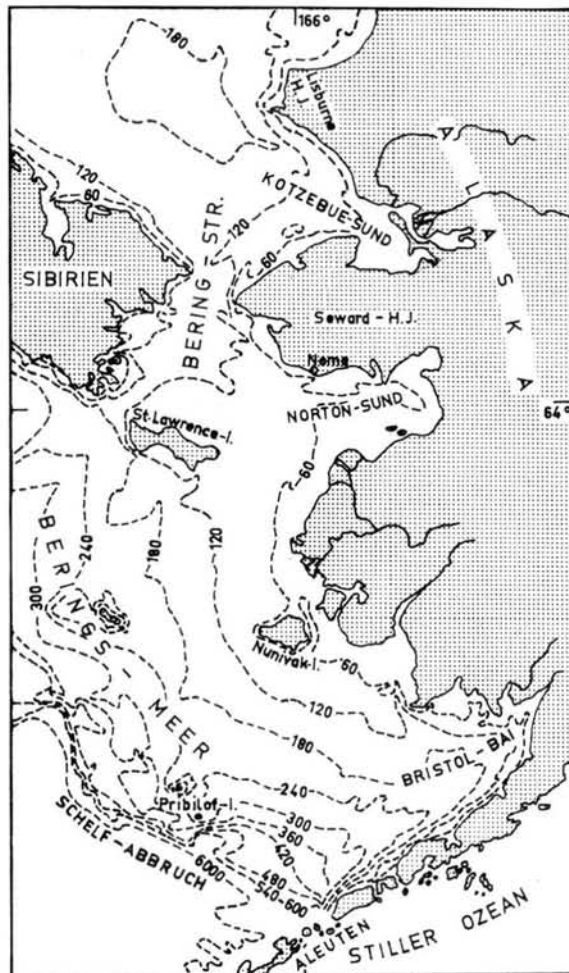 180
166°
Lisburne
H.J.
120
60
KOTZEBUE-SUND
120
60
ALASKA
SIBIRIEN
BERING-STR.
Seward-H.J.
Nome
NORTON-SUND
64°
St.Lawrence-I.
60
BERINGS-MEER
240
180
120
300
Nunivak-I.
60
120
180
BRISTOL-BAI
240
Pribilof-I.
300
360
420
SCHELF-ABBRUCH
6000
480
540-600
ALEUTEN
STILLER OZEAN